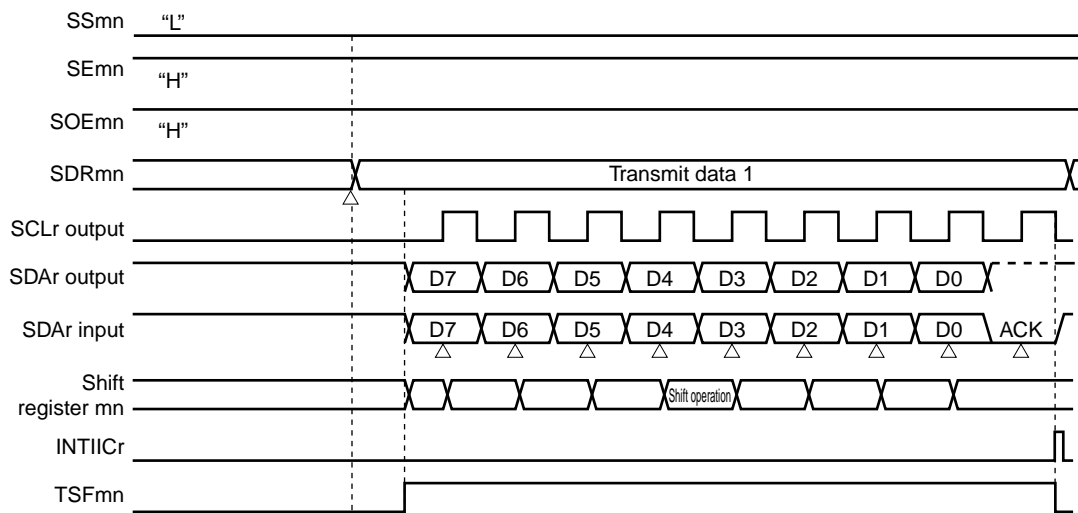 SSmn “L”
SEmn “H”
SOEmn “H”
SDRmn Transmit data 1
SCLr output
SDAr output D7 D6 D5 D4 D3 D2 D1 D0
SDAr input D7 D6 D5 D4 D3 D2 D1 D0 ACK
Shift
register mn Shift operation
INTIICr
TSFmn